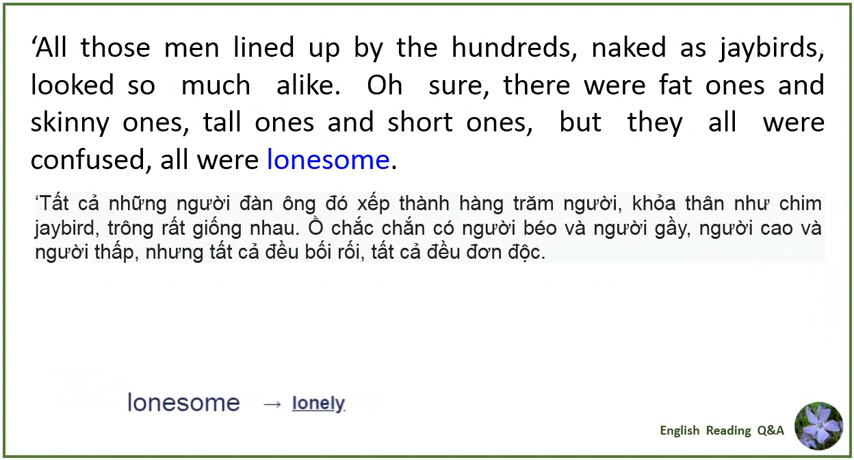 ‘All those men lined up by the hundreds, naked as jaybirds,
looked so much alike. Oh sure, there were fat ones and
skinny ones, tall ones and short ones, but they all were
confused, all were lonesome.
‘Tất cả những người đàn ông đó xếp thành hàng trăm người, khỏa thân như chim
jaybird, trông rất giống nhau. Ồ chắc chắn có người béo và người gầy, người cao và
người thấp, nhưng tất cả đều bối rối, tất cả đều đơn độc.
lonesome → lonely
English Reading Q&A